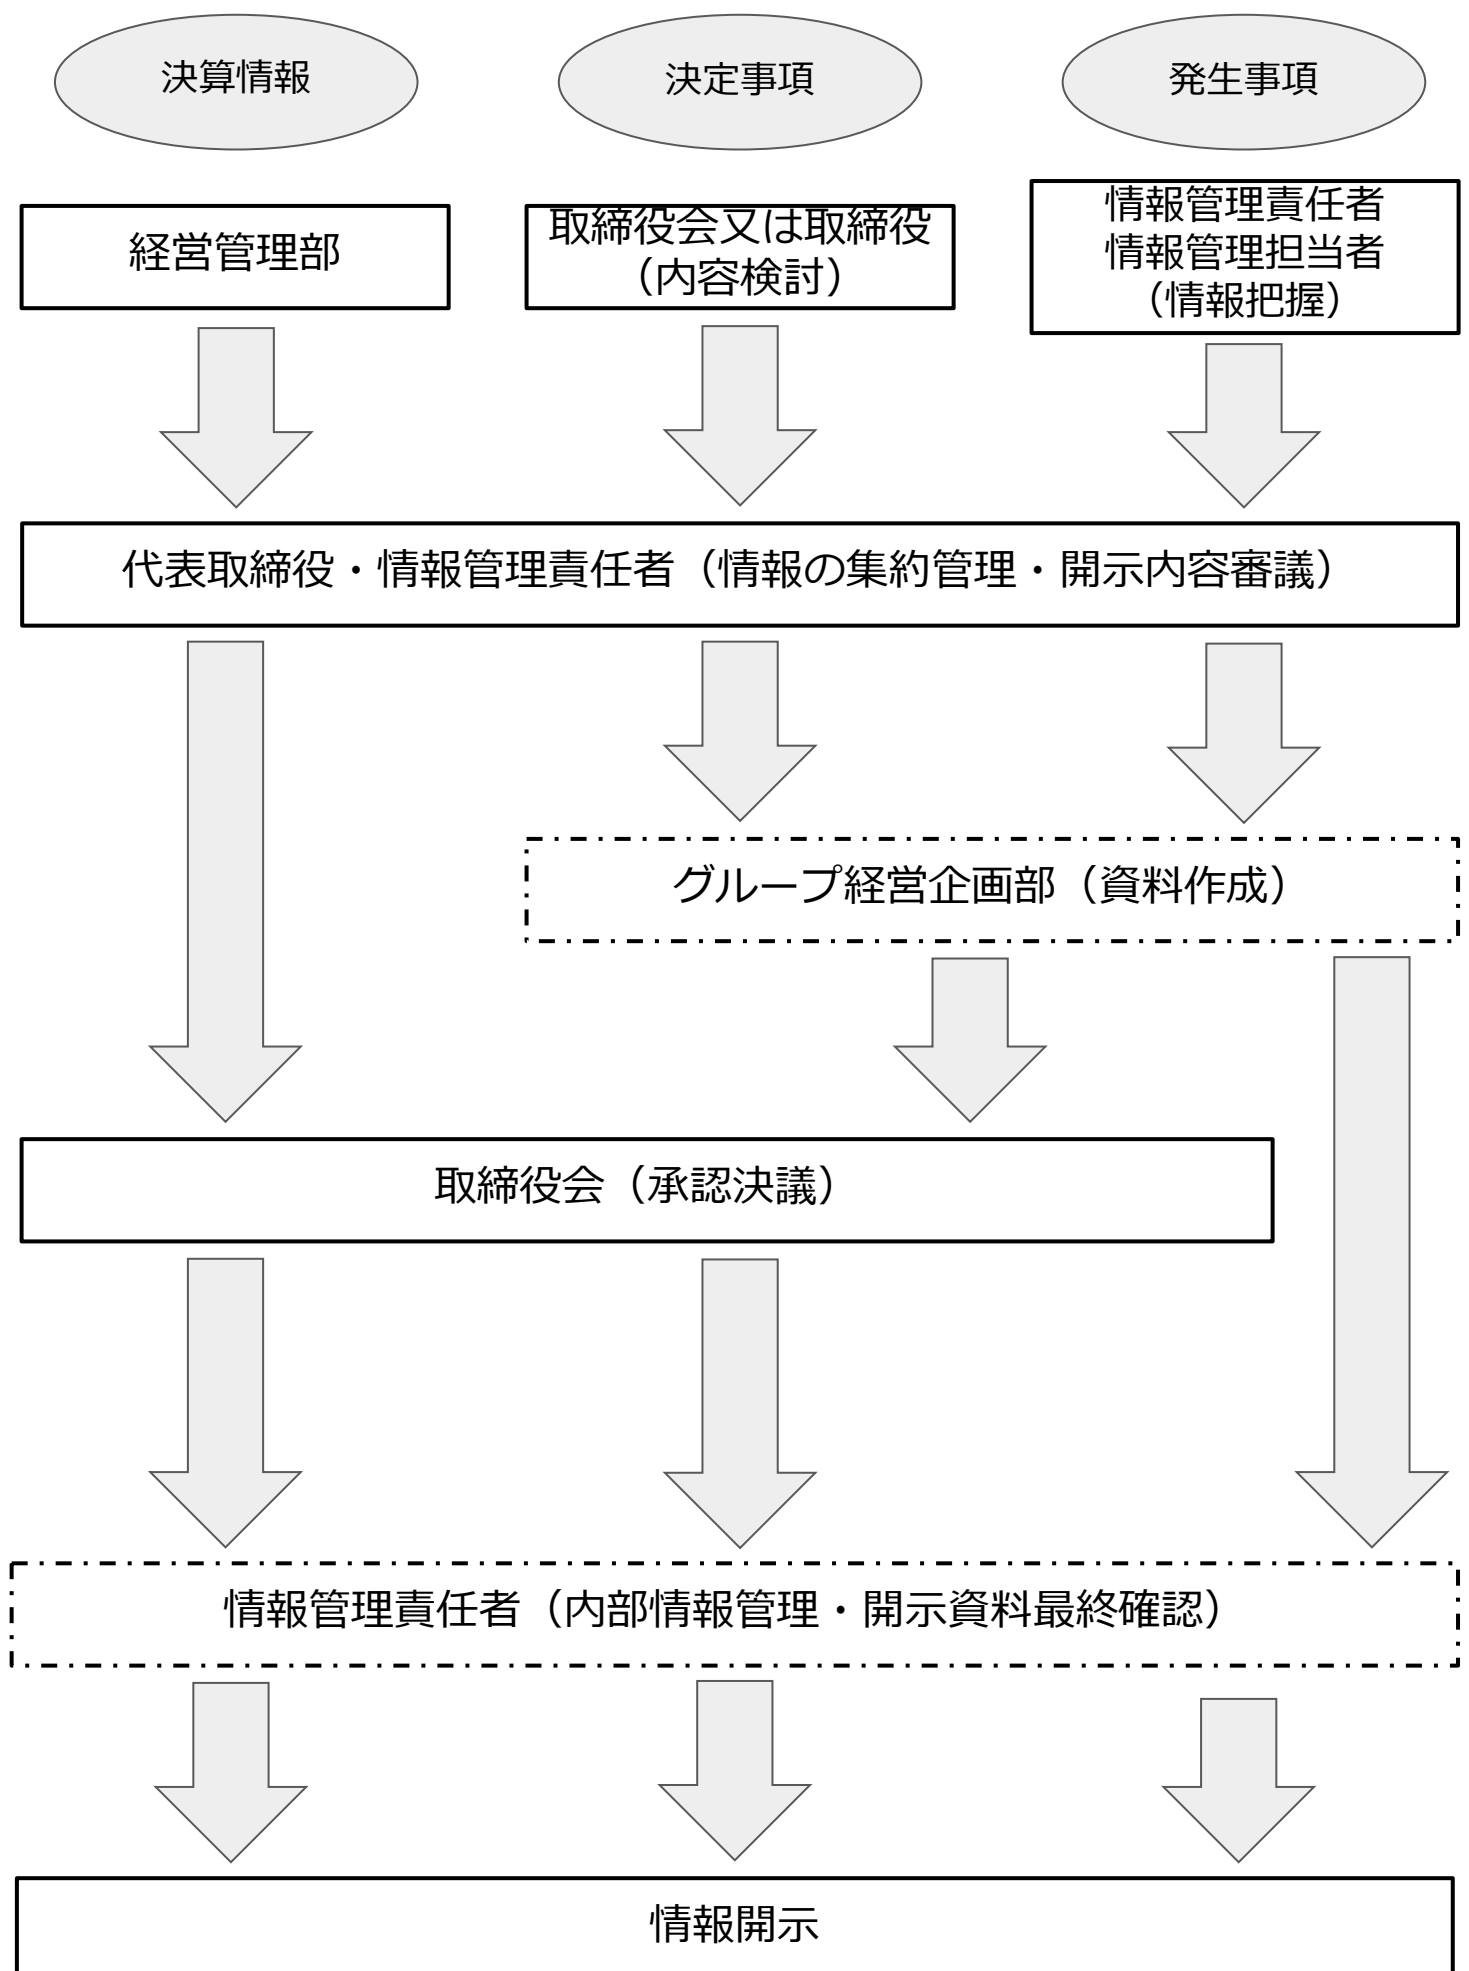 決算情報
決定事項
発生事項
経営管理部
取締役会又は取締役
（内容検討）
情報管理責任者
情報管理担当者
（情報把握）
代表取締役・情報管理責任者（情報の集約管理・開示内容審議）
グループ経営企画部（資料作成）
取締役会（承認決議）
情報管理責任者（内部情報管理・開示資料最終確認）
情報開示